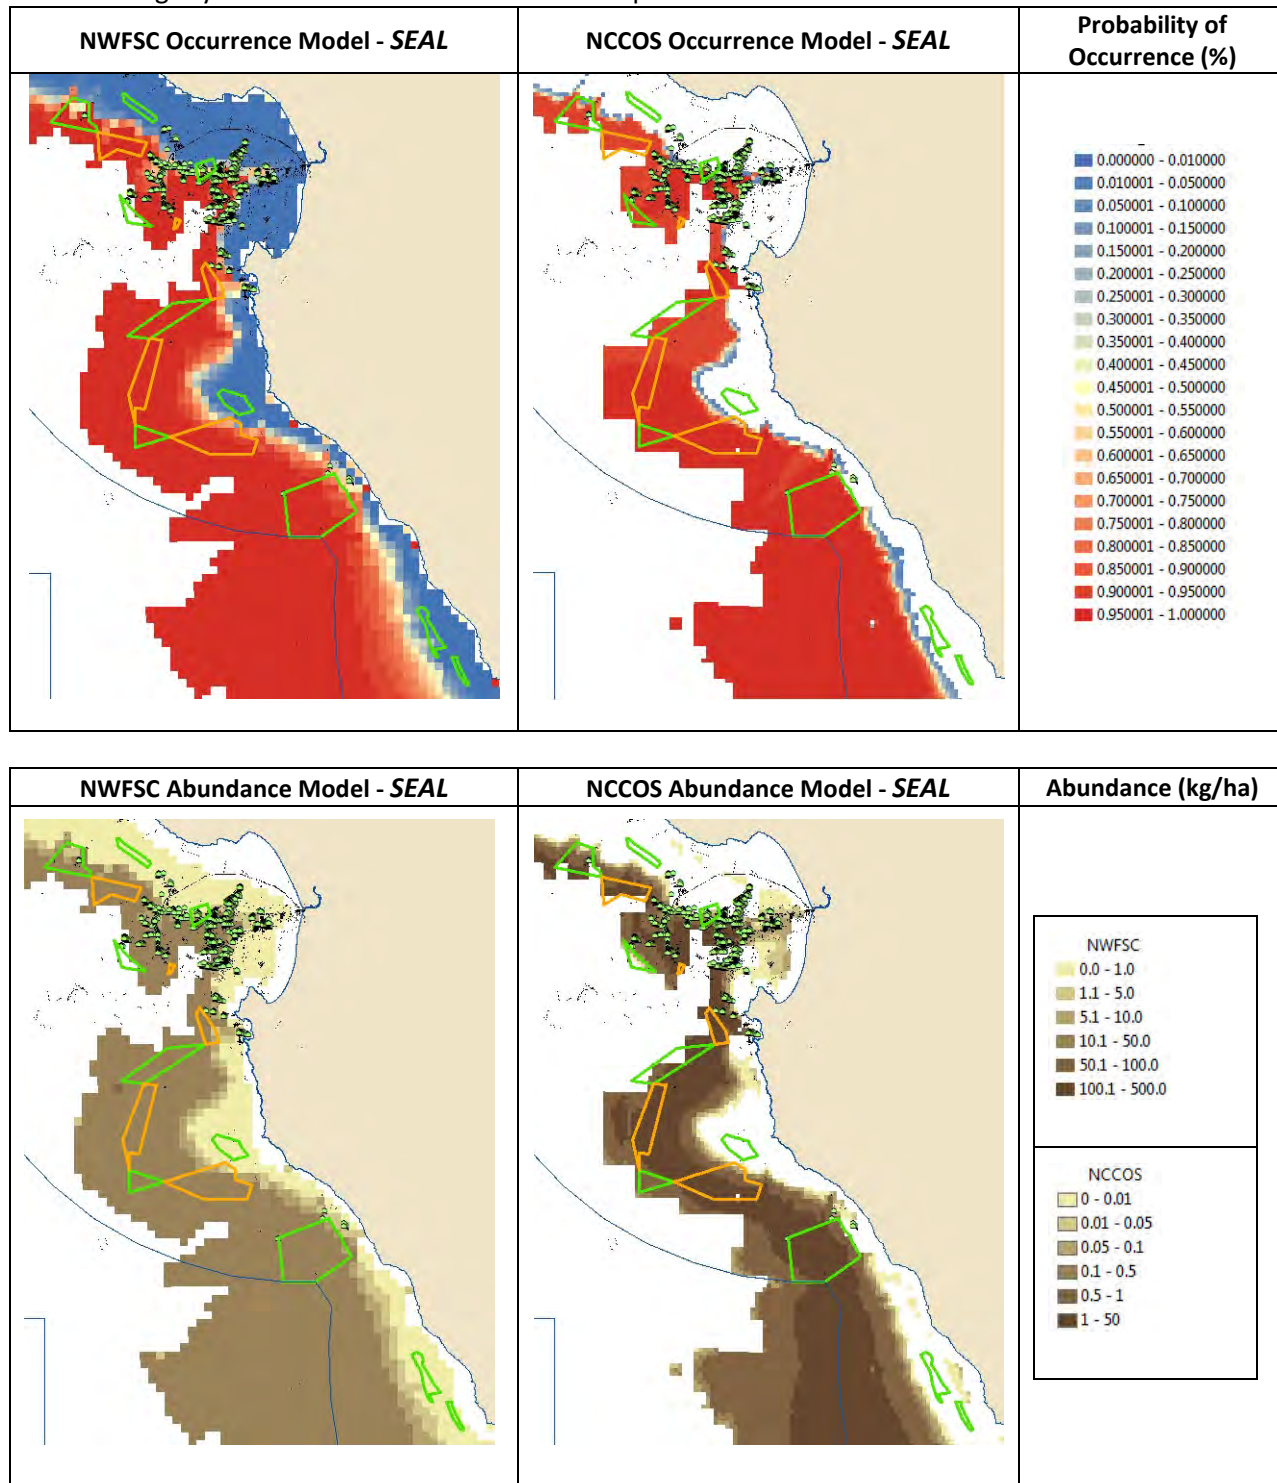 NWFSC Occurrence Model - SEAL
NCCOS Occurrence Model - SEAL
Probability of
Occurrence (%)
0.000000 - 0.010000
0.010001 - 0.050000
0.050001 - 0.100000
0.100001 - 0.150000
0.150001 - 0.200000
0.200001 - 0.250000
0.250001 - 0.300000
0.300001 - 0.350000
0.350001 - 0.400000
0.400001 - 0.450000
0.450001 - 0.500000
0.500001 - 0.550000
0.550001 - 0.600000
0.600001 - 0.650000
0.650001 - 0.700000
0.700001 - 0.750000
0.750001 - 0.800000
0.800001 - 0.850000
0.850001 - 0.900000
0.900001 - 0.950000
0.950001 - 1.000000
NWFSC Abundance Model - SEAL
NCCOS Abundance Model - SEAL
Abundance (kg/ha)
NWFSC
0.0 - 1.0
1.1 - 5.0
5.1 - 10.0
10.1 - 50.0
50.1 - 100.0
100.1 - 500.0
NCCOS
0 - 0.01
0.01 - 0.05
0.05 - 0.1
0.1 - 0.5
0.5 - 1
1 - 50